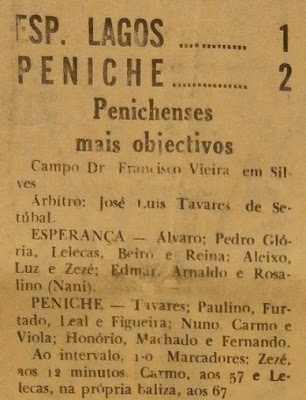 ESP. LAGOS ........... 1
PENICHE ............. 2
Penichenses
mais objectivos
Campo Dr. Francisco Vieira em Sil-
ves
Árbitro: José Luís Tavares de Se-
túbal.
ESPERANÇA — Alvaro; Pedro Gló-
ria, Lelecas, Beiró e Reina; Aleixo,
Luz e Zezé; Edmar, Arnaldo e Rosa-
lino (Nani).
PENICHE — Tavares; Paulino, Fur-
tado, Leal e Figueira; Nuno, Carmo e
Viola; Honório, Machado e Fernando.
Ao intervalo, 1-0 Marcadores: Zezé,
aos 12 minutos. Carmo, aos 57 e Le-
lecas, na própria baliza, aos 67